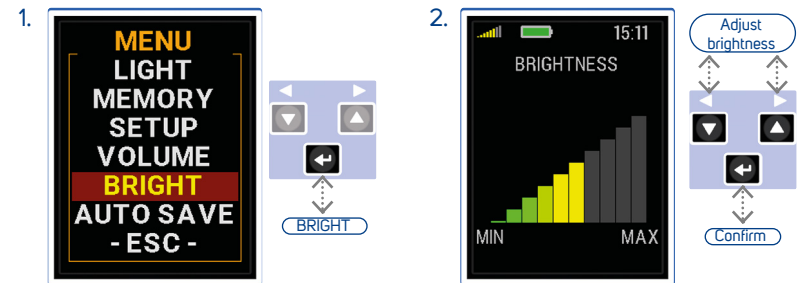 1.
MENU
LIGHT
MEMORY
SETUP
VOLUME
BRIGHT
AUTO SAVE
- ESC -
BRIGHT
2.
15:11
BRIGHTNESS
MIN MAX
Adjust
brightness
Confirm